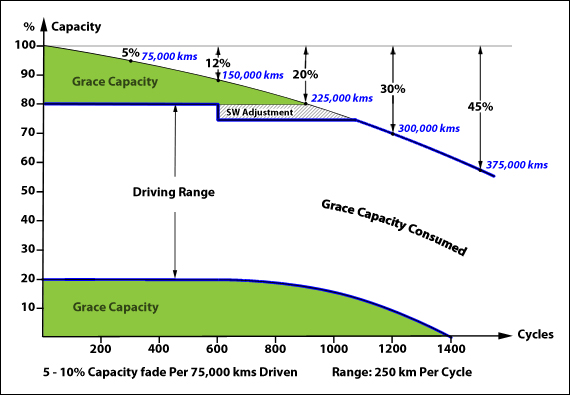 % Capacity
100
90
80
70
60
50
40
30
20
10
5% 75,000 kms
12% 150,000 kms
20% 225,000 kms
30% 300,000 kms
45% 375,000 kms
Grace Capacity
SW Adjustment
Driving Range
Grace Capacity Consumed
Grace Capacity
200 400 600 800 1000 1200 1400 Cycles
5 - 10% Capacity fade Per 75,000 kms Driven Range: 250 km Per Cycle